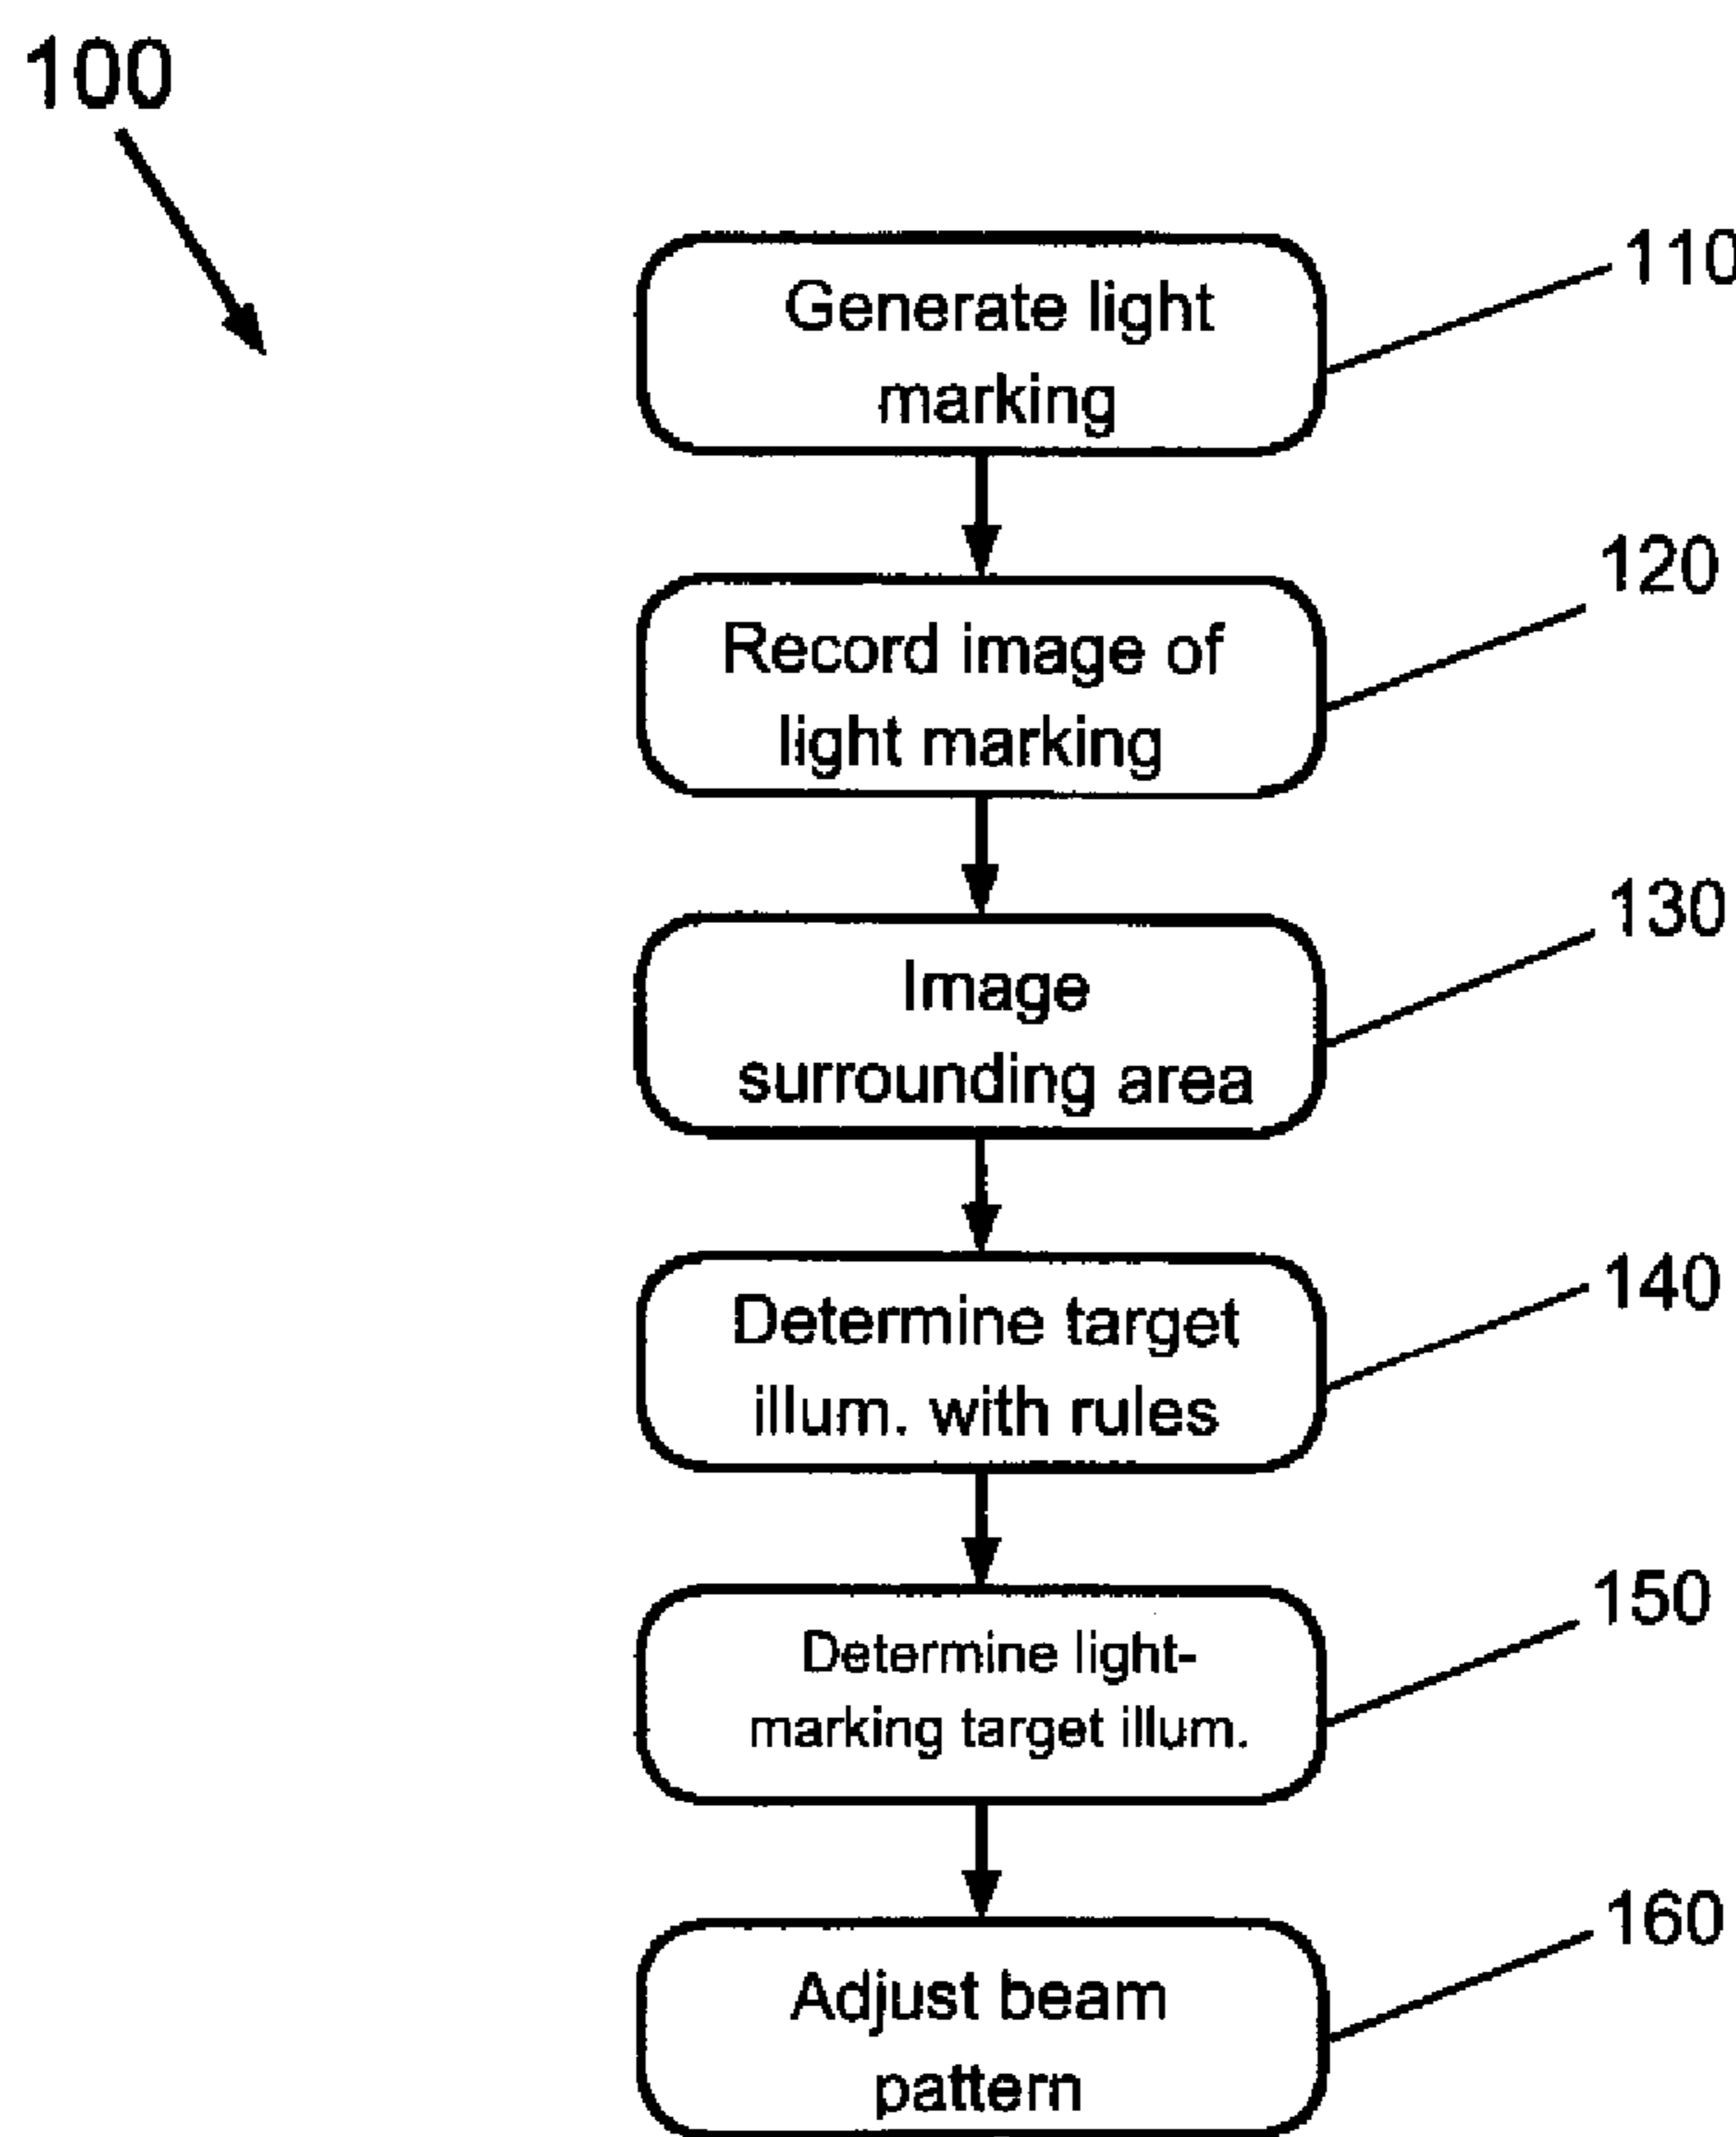 100
Generate light
marking
110
Record image of
light marking
120
Image
surrounding area
130
Determine target
illum. with rules
140
Determine light-
marking target illum.
150
Adjust beam
pattern
160